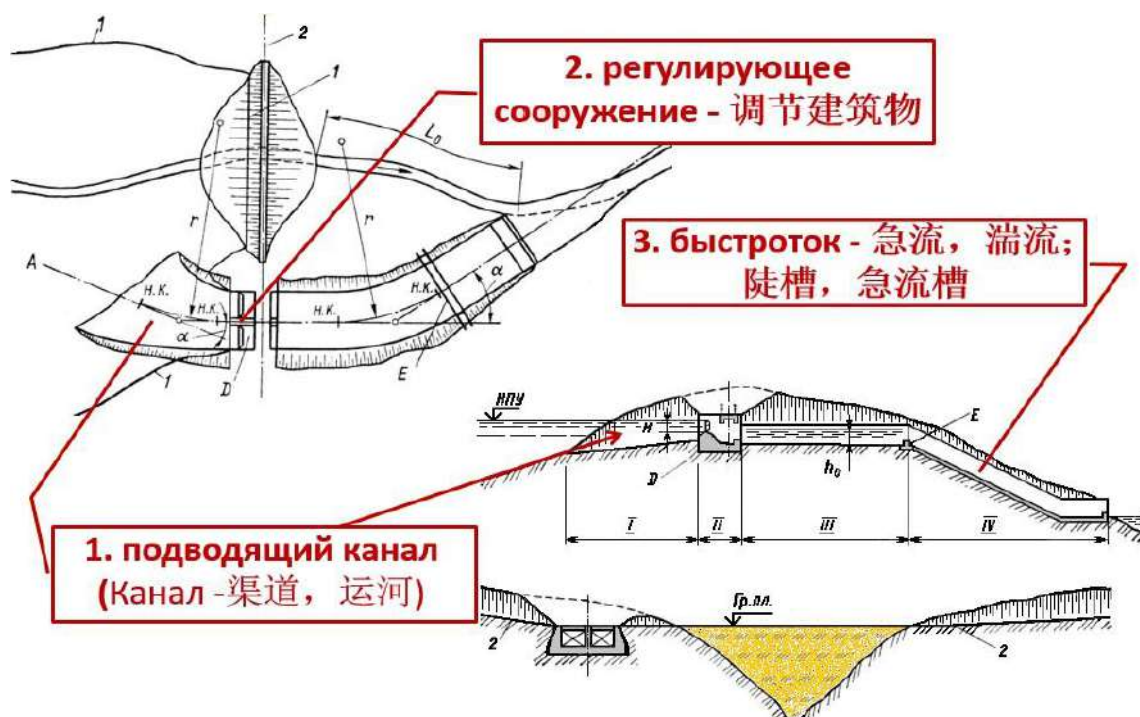 1
2
1
2. регулирующее
сооружение - 调节建筑物
L₀
r
r
3. быстроток - 急流，湍流；
陡槽，急流槽
A
Н.К.
Н.К.
Н.К.
Н.К.
α
α
D
E
1
НПУ
H
E
D
h₀
I
II
III
IV
1. подводящий канал
(Канал -渠道，运河)
Гр.пл.
2
2